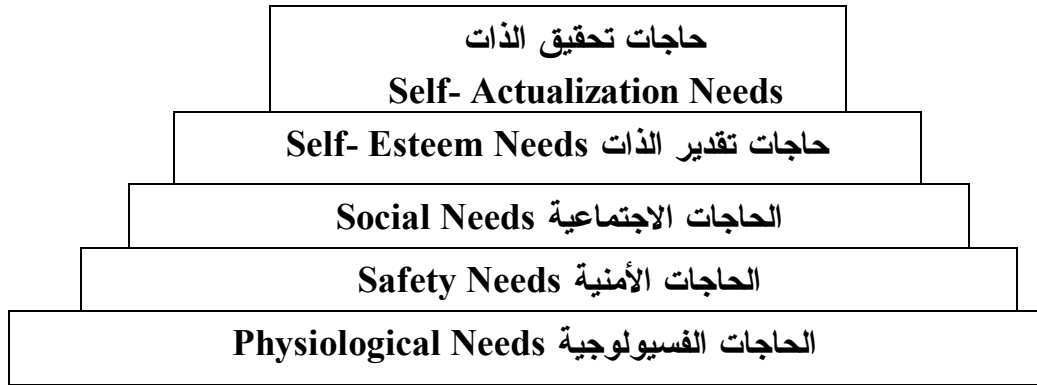 حاجات تحقيق الذات
Self- Actualization Needs
حاجات تقدير الذات Self- Esteem Needs
الحاجات الاجتماعية Social Needs
الحاجات الأمنية Safety Needs
الحاجات الفسيولوجية Physiological Needs